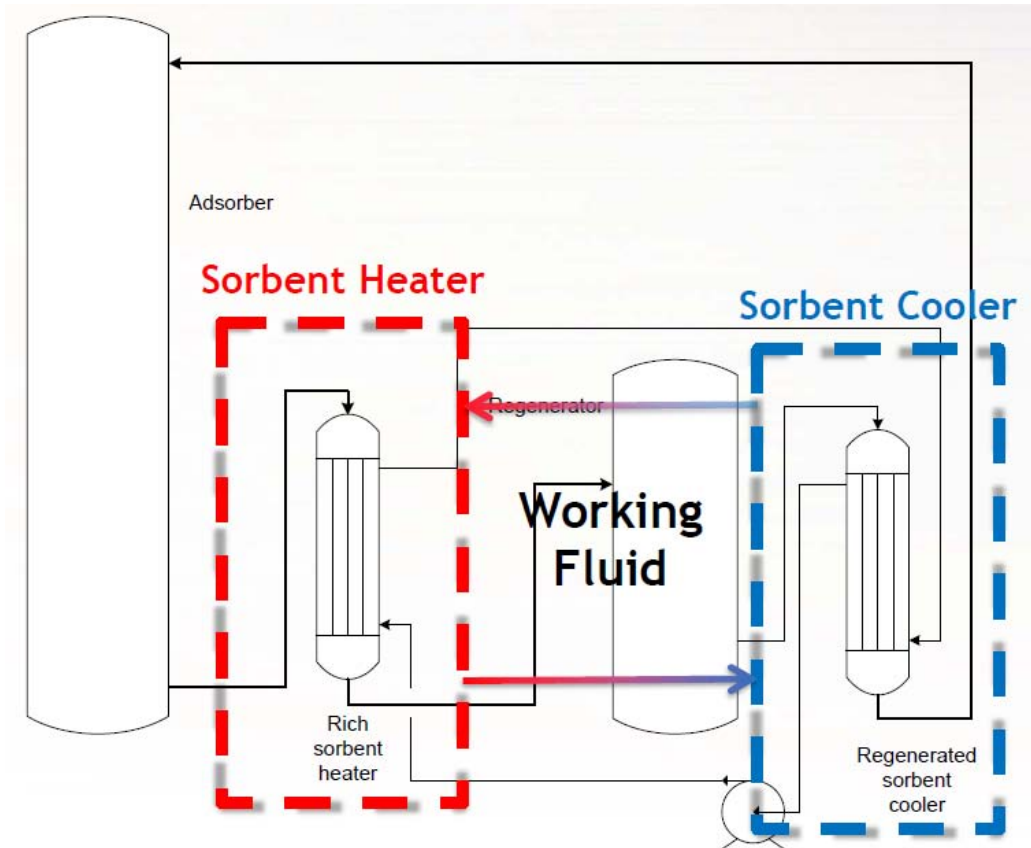 Adsorber
Sorbent Heater
Sorbent Cooler
Regenerator
Working
Fluid
Rich
sorbent
heater
Regenerated
sorbent
cooler